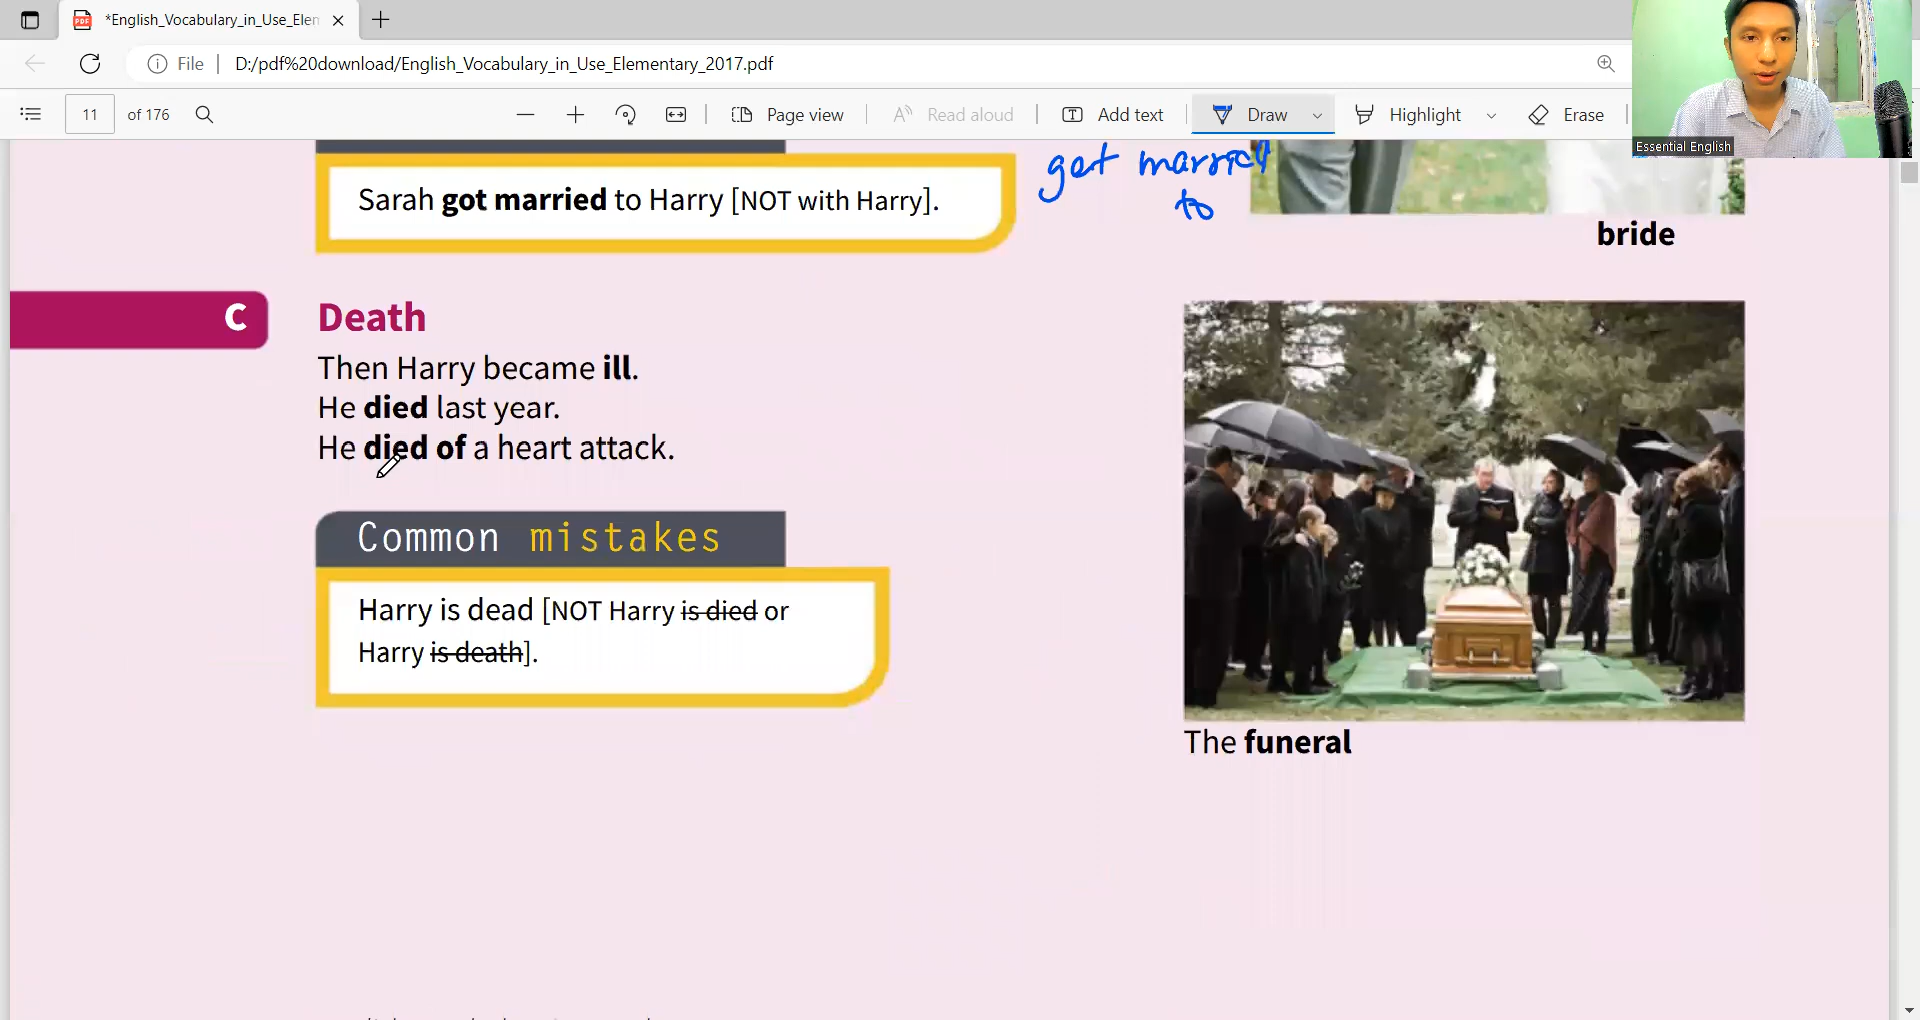 *English_Vocabulary_in_Use_Elem
File
D:/pdf%20download/English_Vocabulary_in_Use_Elementary_2017.pdf
11 of 176
Page view
Read aloud
Add text
Draw
Highlight
Erase
Essential English
Sarah got married to Harry [NOT with Harry].
get married
to
bride
C
Death
Then Harry became ill.
He died last year.
He died of a heart attack.
Common mistakes
Harry is dead [NOT Harry is died or
Harry is death].
The funeral